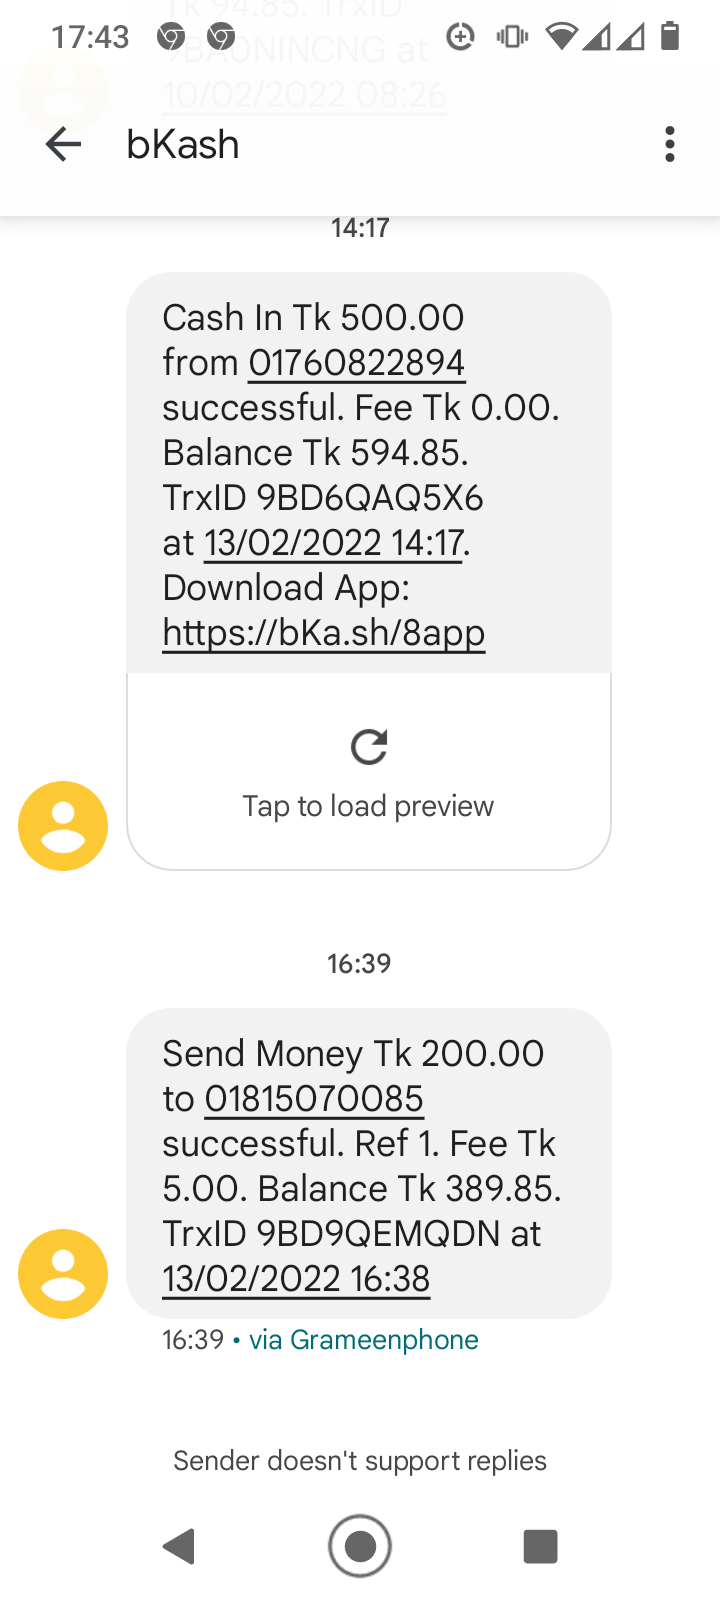 17:43
Tk 94.85. TrxID
9BA0NINCNG at
10/02/2022 08:26
bKash
14:17
Cash In Tk 500.00
from 01760822894
successful. Fee Tk 0.00.
Balance Tk 594.85.
TrxID 9BD6QAQ5X6
at 13/02/2022 14:17.
Download App:
https://bKa.sh/8app
Tap to load preview
16:39
Send Money Tk 200.00
to 01815070085
successful. Ref 1. Fee Tk
5.00. Balance Tk 389.85.
TrxID 9BD9QEMQDN at
13/02/2022 16:38
16:39 • via Grameenphone
Sender doesn't support replies